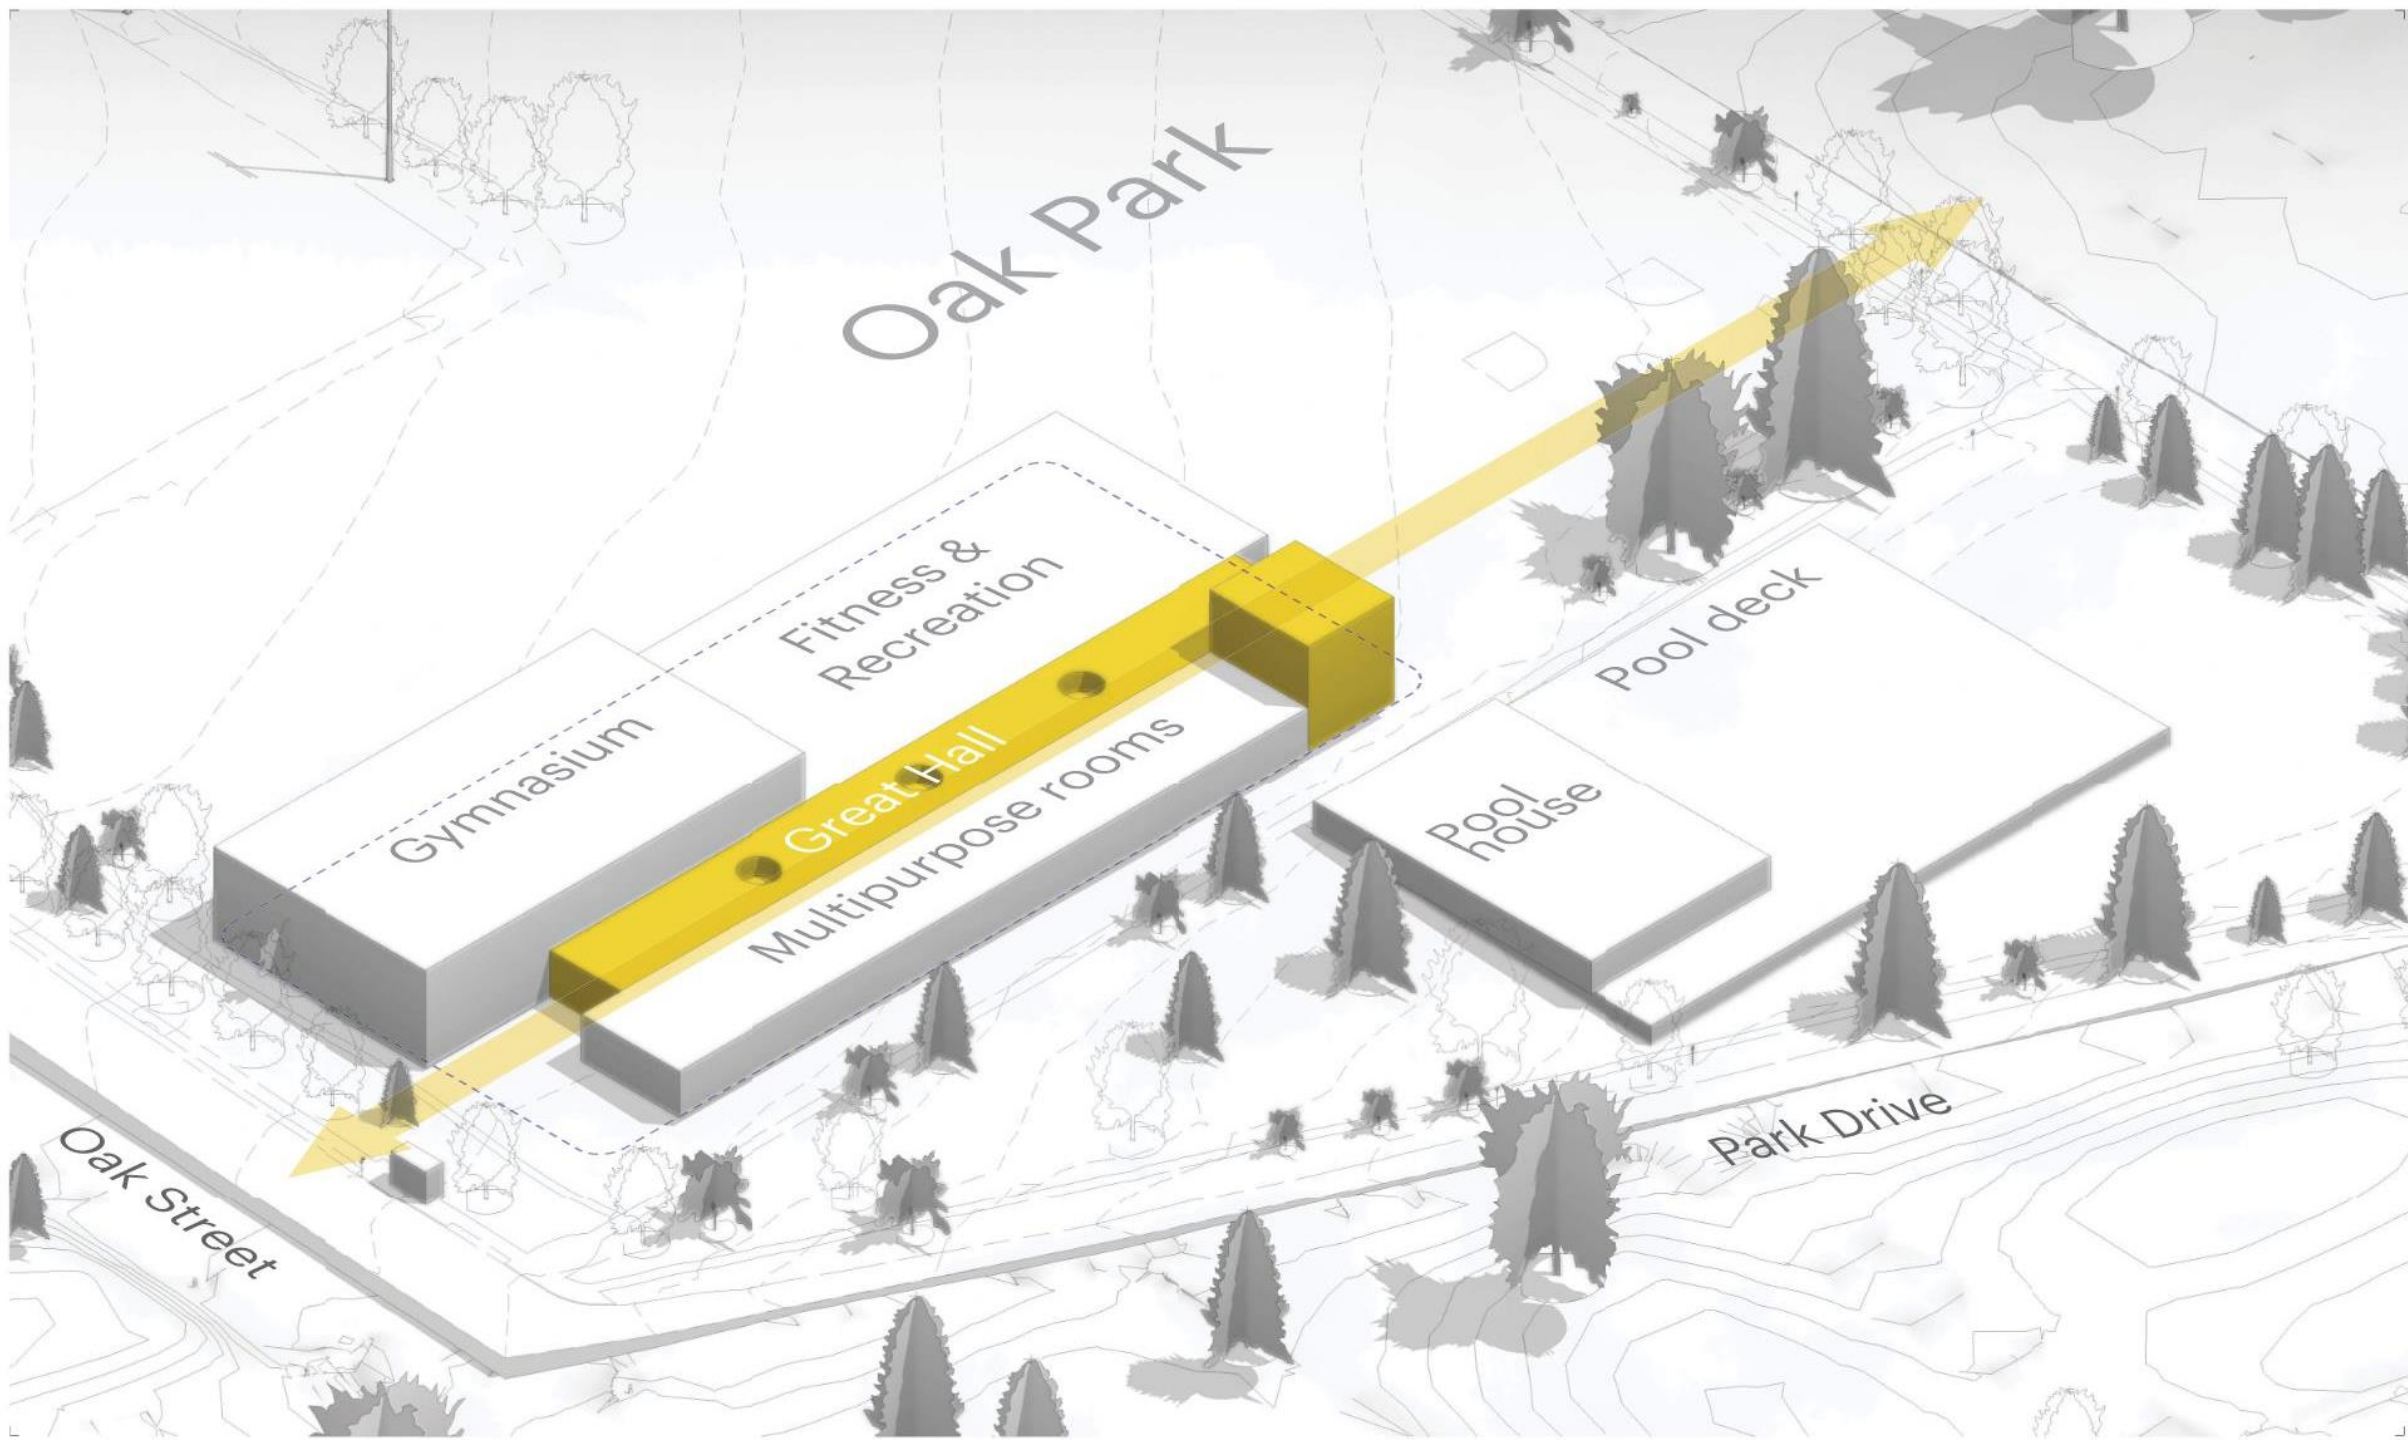 Oak Park
Fitness &
Recreation
Pool deck
Gymnasium
Great Hall
Multipurpose rooms
Pool
house
Park Drive
Oak Street